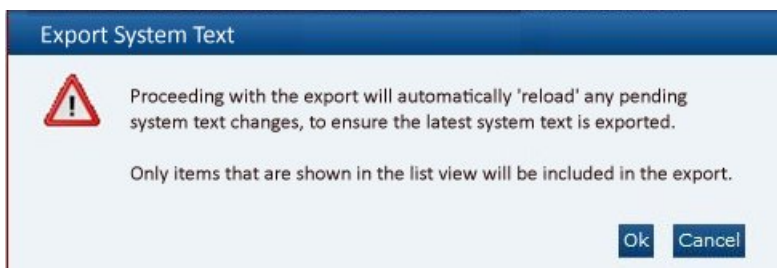 Export System Text
Proceeding with the export will automatically 'reload' any pending
system text changes, to ensure the latest system text is exported.
Only items that are shown in the list view will be included in the export.
Ok Cancel